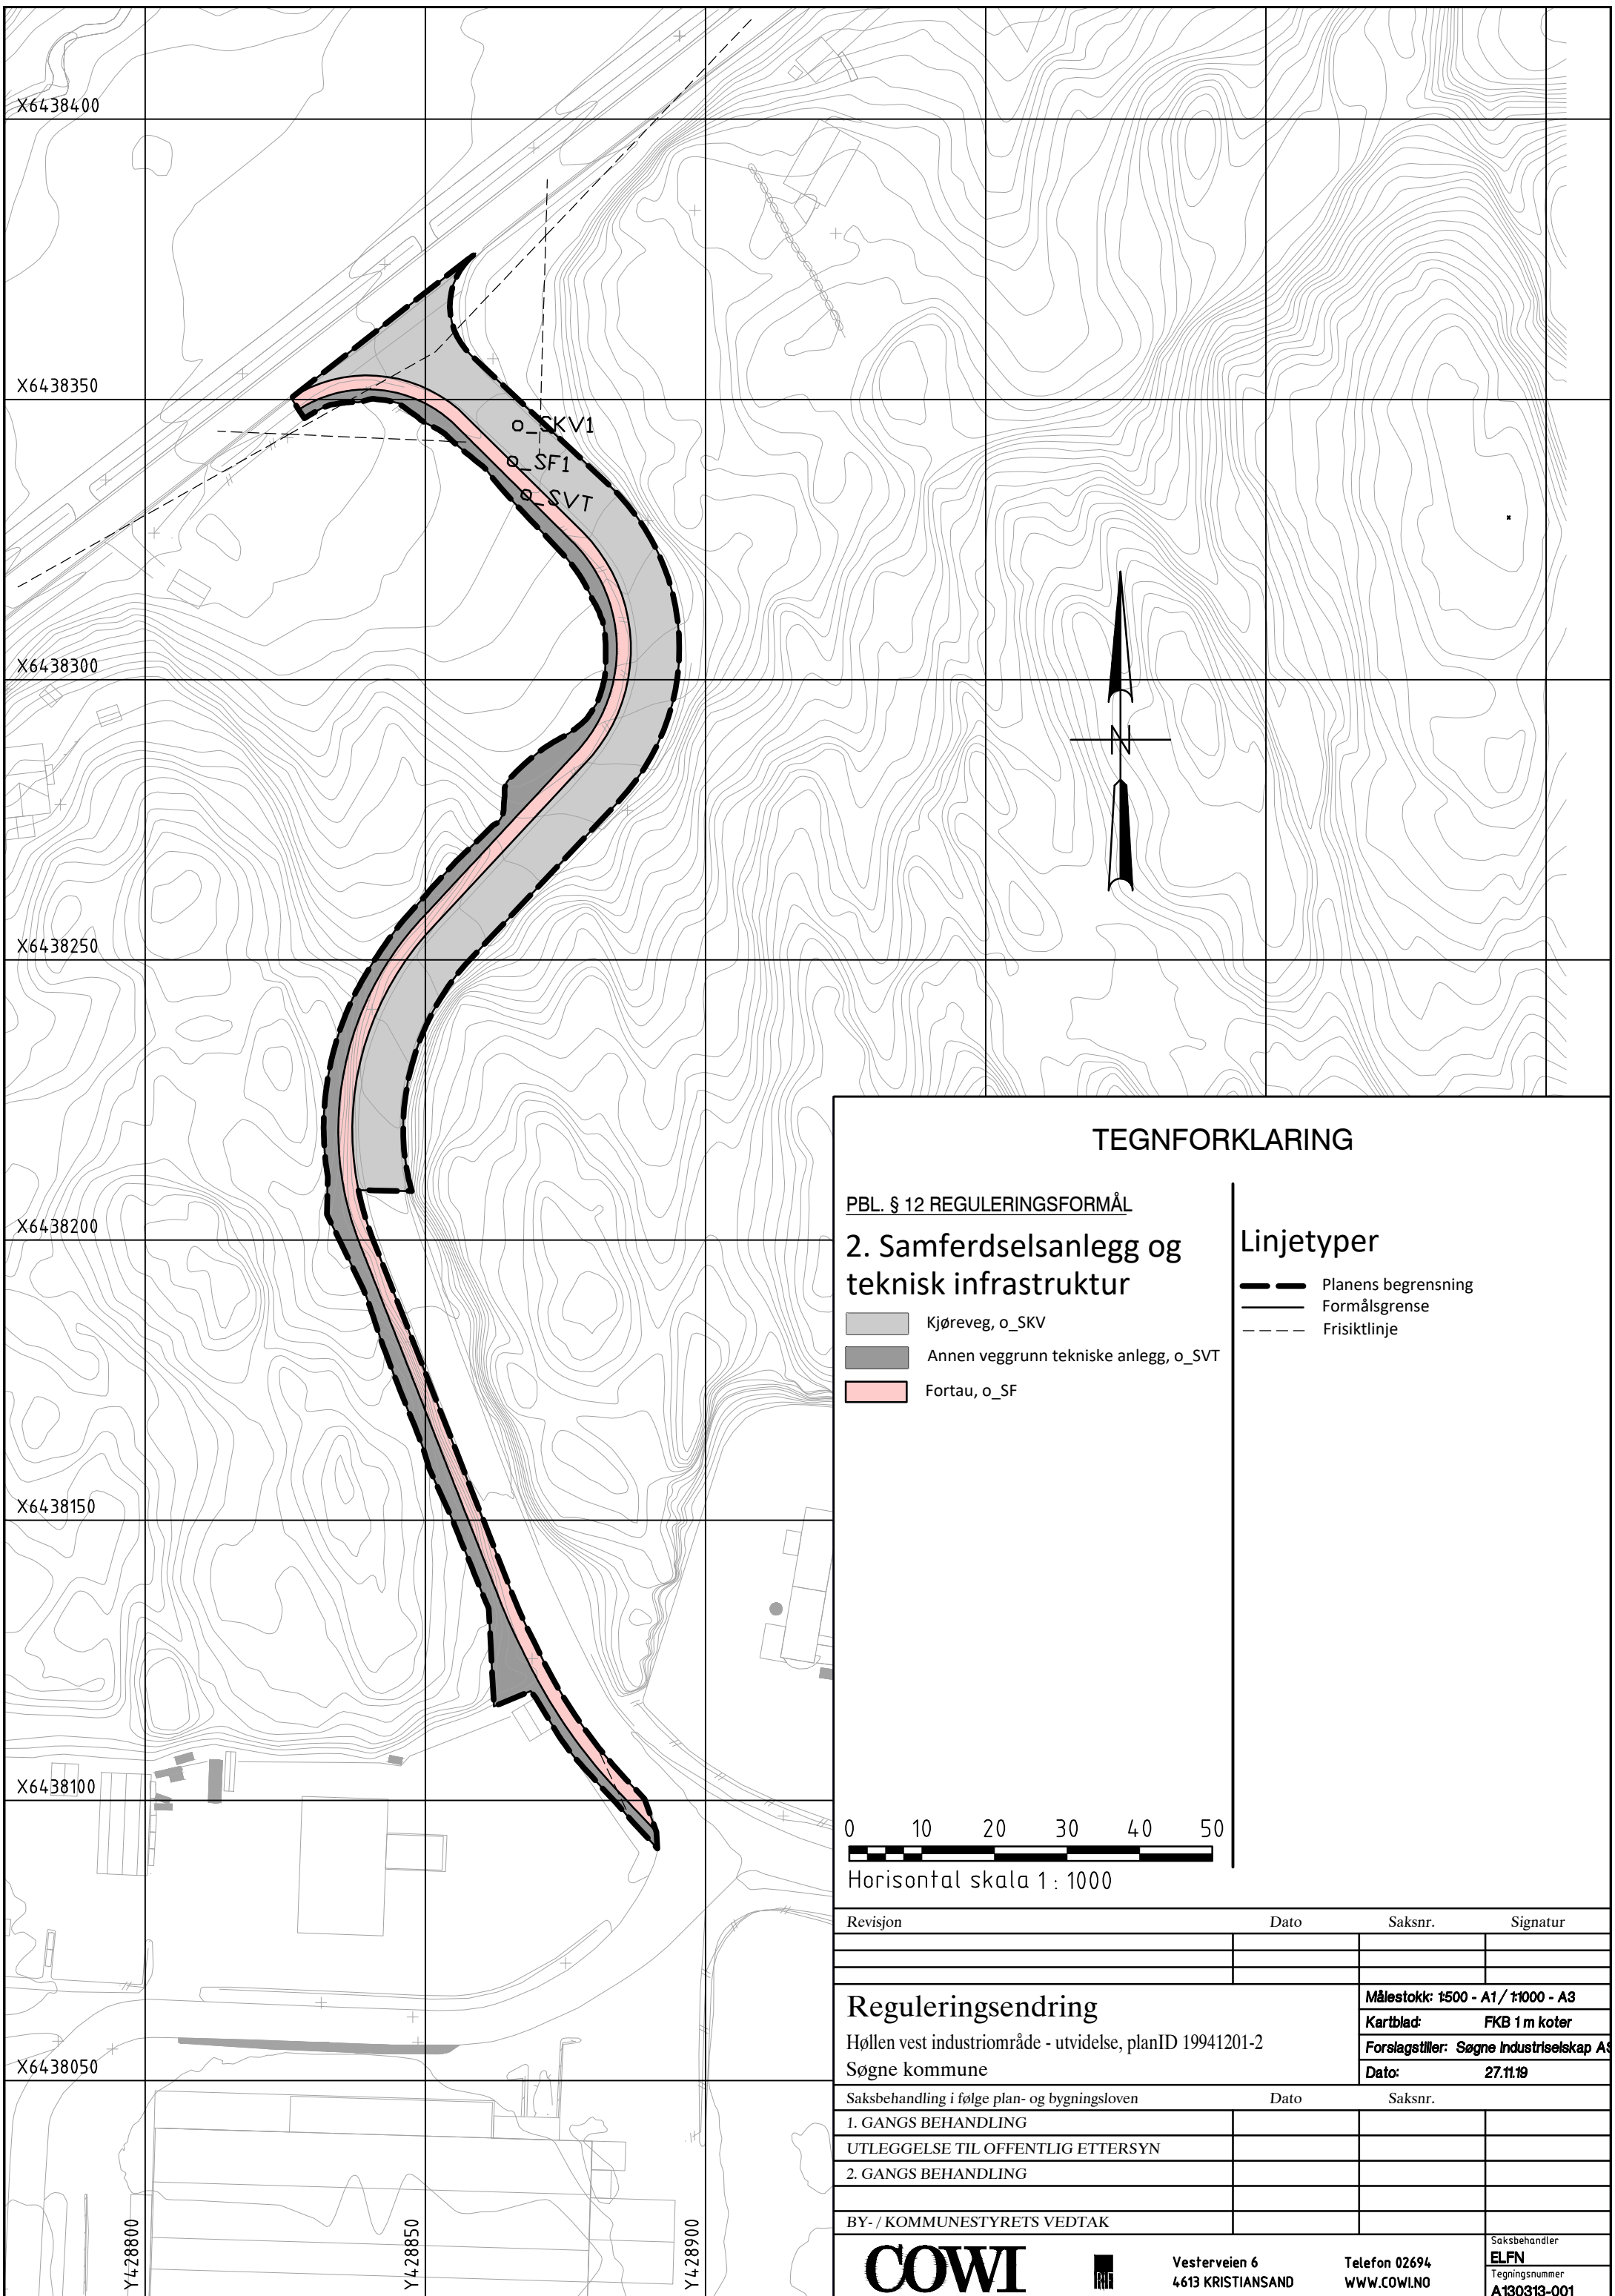 X6438400
X6438350
o_SKV1
o_SF1
o_SVT
X6438300
N
X6438250
X6438200
X6438150
X6438100
X6438050
Y428800
Y428850
Y428900
TEGNFORKLARING
PBL. § 12 REGULERINGSFORMÅL
2. Samferdselsanlegg og
teknisk infrastruktur
Kjøreveg, o_SKV
Annen veggrunn tekniske anlegg, o_SVT
Fortau, o_SF
Linjetyper
Planens begrensning
Formålsgrense
Frisiktlinje
0 10 20 30 40 50
Horisontal skala 1 : 1000
Revisjon Dato Saksnr. Signatur
Reguleringsendring
Høllen vest industriområde - utvidelse, planID 19941201-2
Søgne kommune
Målestokk: 1:500 - A1 / 1:1000 - A3
Kartblad: FKB 1 m koter
Forslagstiller: Søgne Industriselskap AS
Dato: 27.11.19
Saksbehandling i følge plan- og bygningsloven Dato Saksnr.
1. GANGS BEHANDLING
UTLEGGELSE TIL OFFENTLIG ETTERSYN
2. GANGS BEHANDLING
BY- / KOMMUNESTYRETS VEDTAK
COWI
Vesterveien 6
4613 KRISTIANSAND
Telefon 02694
WWW.COWI.NO
Saksbehandler
ELFN
Tegningsnummer
A130313-001